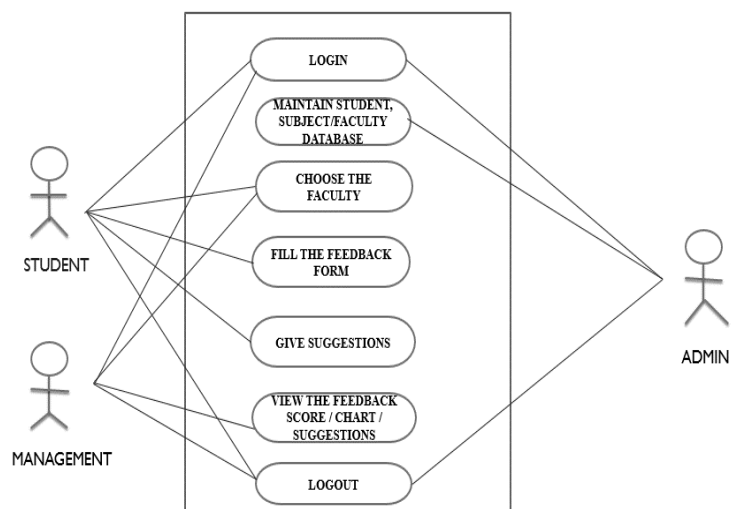 LOGIN
MAINTAIN STUDENT,
SUBJECT/FACULTY
DATABASE
CHOOSE THE
FACULTY
FILL THE FEEDBACK
FORM
STUDENT
GIVE SUGGESTIONS
ADMIN
VIEW THE FEEDBACK
SCORE / CHART /
SUGGESTIONS
MANAGEMENT
LOGOUT